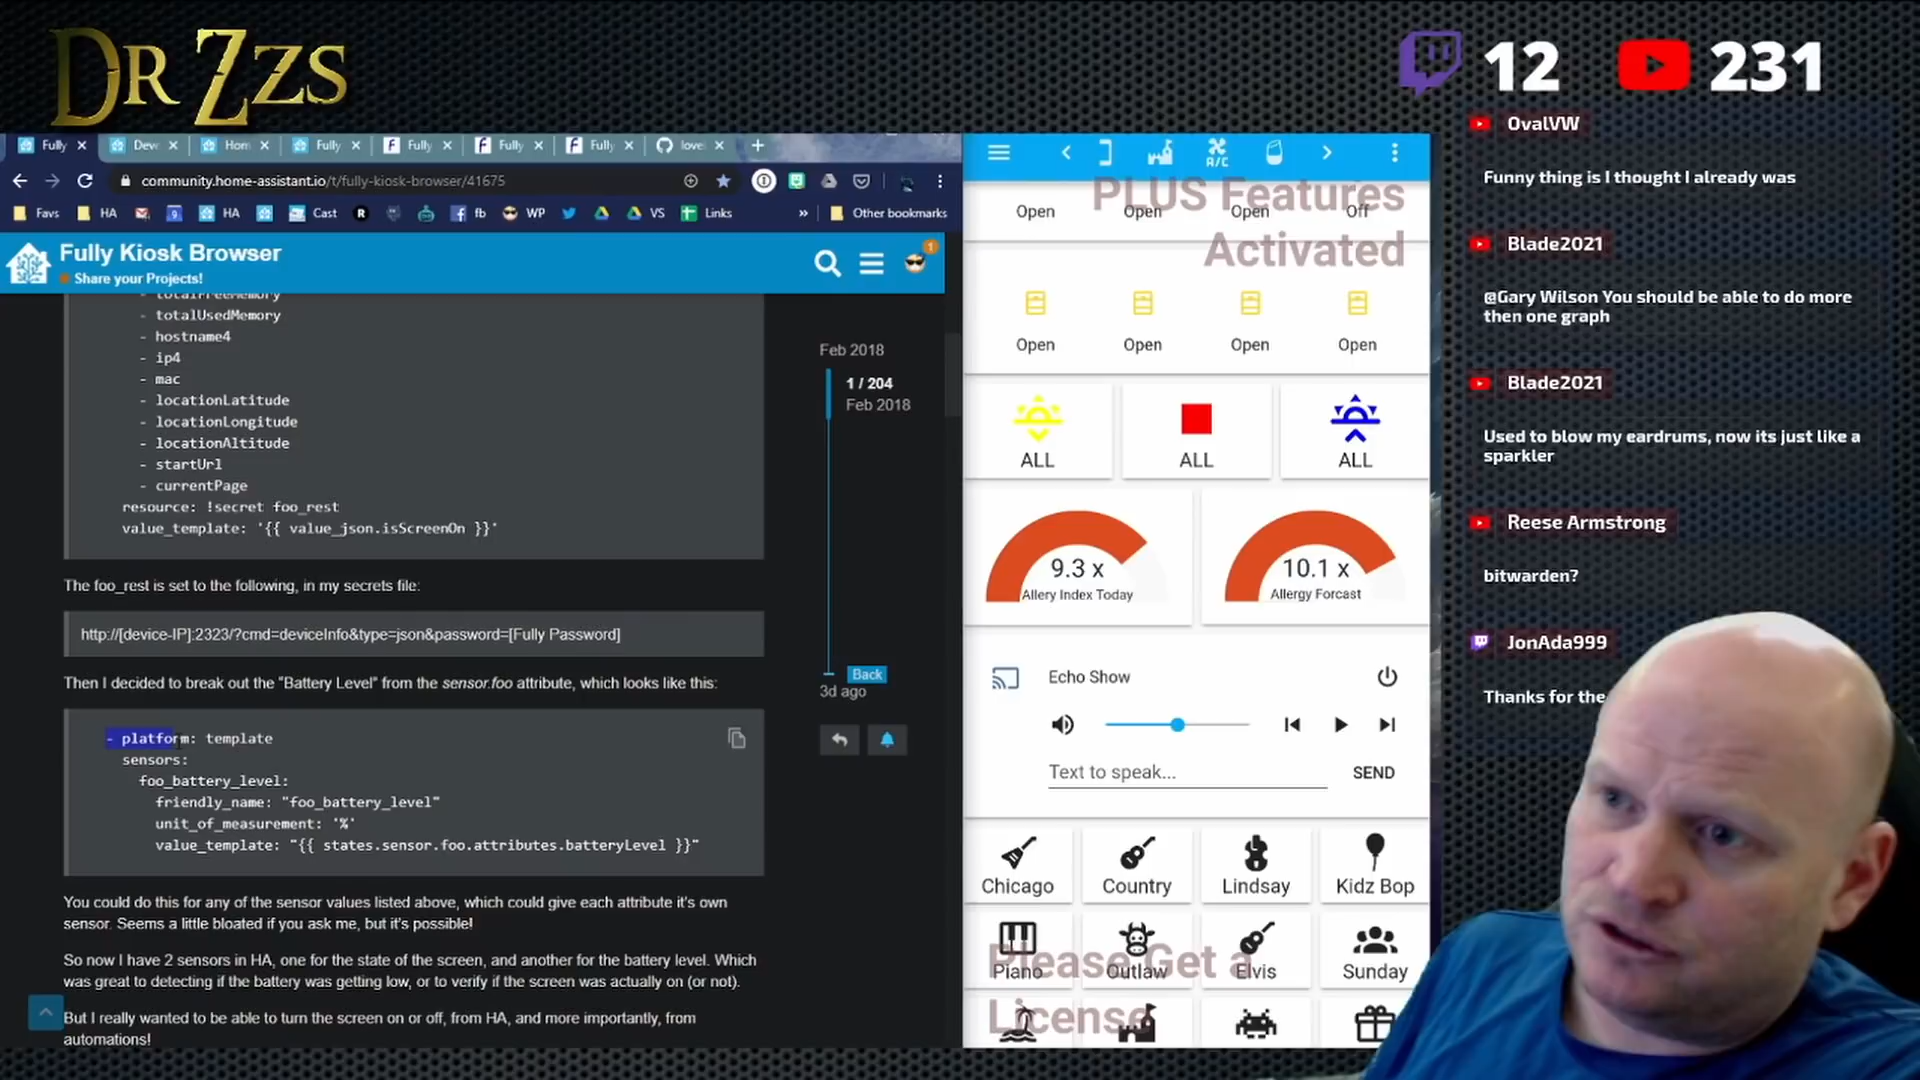 DR ZZS
12
231
Fully
Deve
Hom
Fully
Fully
Fully
Fully
love
community.home-assistant.io/t/fully-kiosk-browser/41675
Favs
HA
HA
Cast
fb
WP
VS
Links
»
Other bookmarks
Fully Kiosk Browser
Share your Projects!
1
- totalFreeMemory
- totalUsedMemory
- hostname4
- ip4
- mac
- locationLatitude
- locationLongitude
- locationAltitude
- startUrl
- currentPage
resource: !secret foo_rest
value_template: '{{ value_json.isScreenOn }}'
The foo_rest is set to the following, in my secrets file:
http://[device-IP]:2323/?cmd=deviceInfo&type=json&password=[Fully Password]
Then I decided to break out the "Battery Level" from the sensor.foo attribute, which looks like this:
- platform: template
sensors:
foo_battery_level:
friendly_name: "foo_battery_level"
unit_of_measurement: '%'
value_template: "{{ states.sensor.foo.attributes.batteryLevel }}"
You could do this for any of the sensor values listed above, which could give each attribute it's own
sensor. Seems a little bloated if you ask me, but it's possible!
So now I have 2 sensors in HA, one for the state of the screen, and another for the battery level. Which
was great to detecting if the battery was getting low, or to verify if the screen was actually on (or not).
But I really wanted to be able to turn the screen on or off, from HA, and more importantly, from
automations!
Feb 2018
1 / 204
Feb 2018
Back
3d ago
A/C
PLUS Features
Activated
Open
Open
Open
Off
Open
Open
Open
Open
ALL
ALL
ALL
9.3 x
Allery Index Today
10.1 x
Allergy Forcast
Echo Show
Text to speak...
SEND
Chicago
Country
Lindsay
Kidz Bop
Piano
Outlaw
Elvis
Sunday
Please Get a
License
OvalVW
Funny thing is I thought I already was
Blade2021
@Gary Wilson You should be able to do more
then one graph
Blade2021
Used to blow my eardrums, now its just like a
sparkler
Reese Armstrong
bitwarden?
JonAda999
Thanks for the